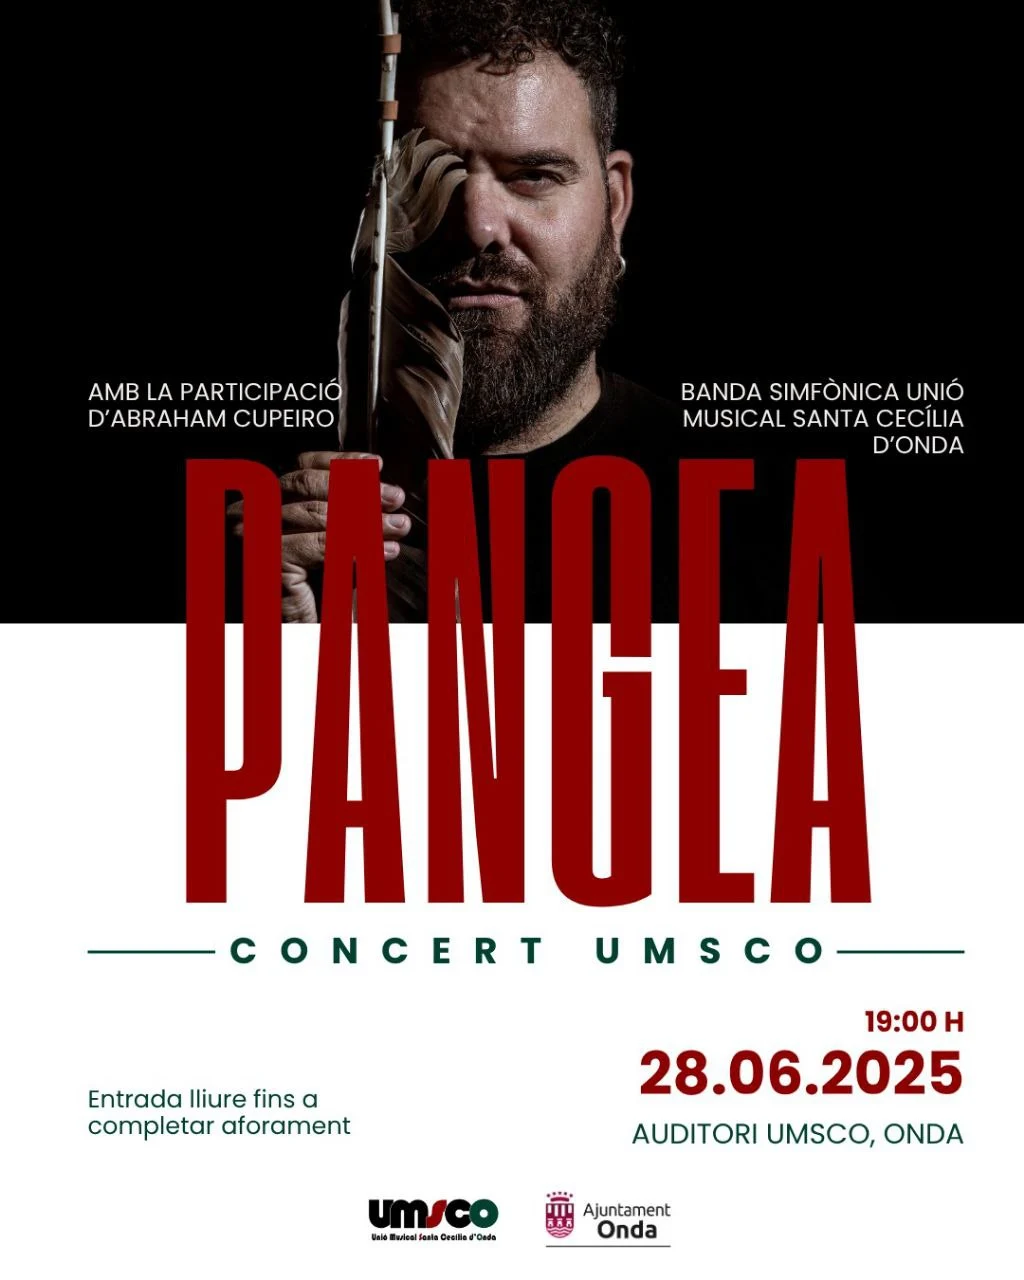 AMB LA PARTICIPACIÓ
D'ABRAHAM CUPEIRO
BANDA SIMFÒNICA UNIÓ
MUSICAL SANTA CECÍLIA
D'ONDA
PANGEA
CONCERT UMSCO
19:00 H
28.06.2025
AUDITORI UMSCO, ONDA
Entrada lliure fins a
completar aforament
umsco
Unió Musical Santa Cecília d'Onda
Ajuntament
Onda